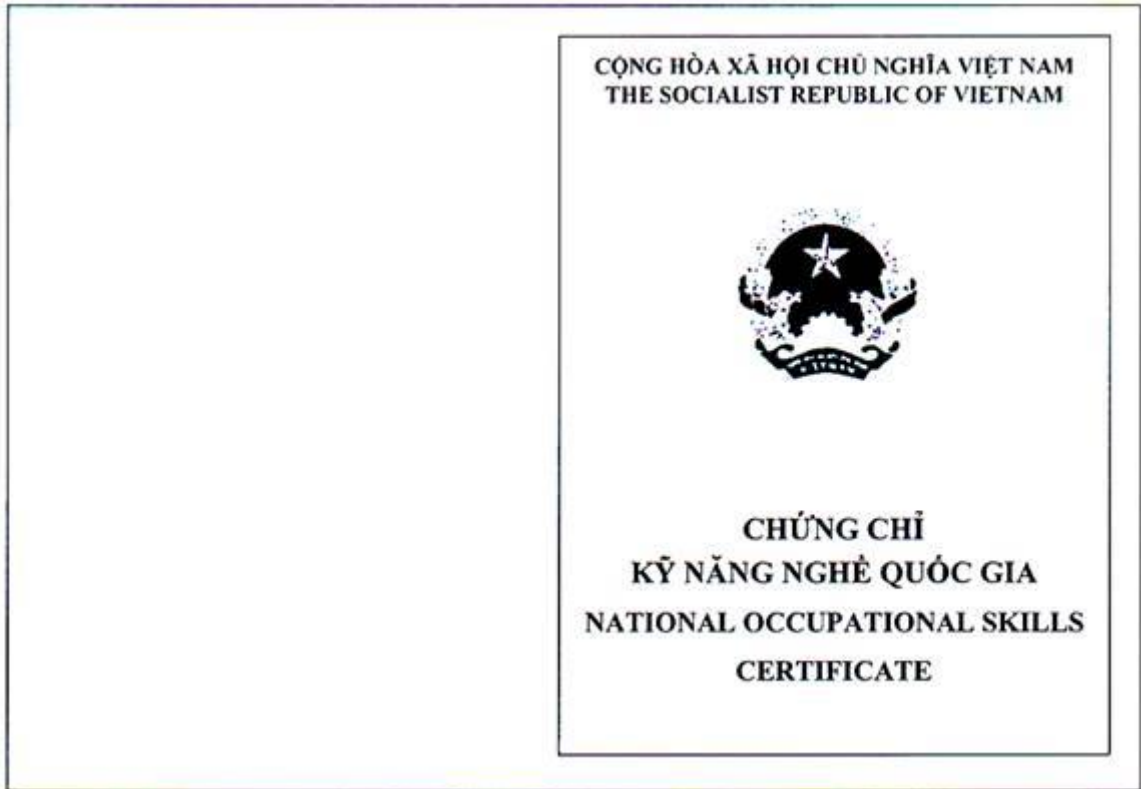 CỘNG HÒA XÃ HỘI CHỦ NGHĨA VIỆT NAM
THE SOCIALIST REPUBLIC OF VIETNAM
CHỨNG CHỈ
KỸ NĂNG NGHỀ QUỐC GIA
NATIONAL OCCUPATIONAL SKILLS
CERTIFICATE